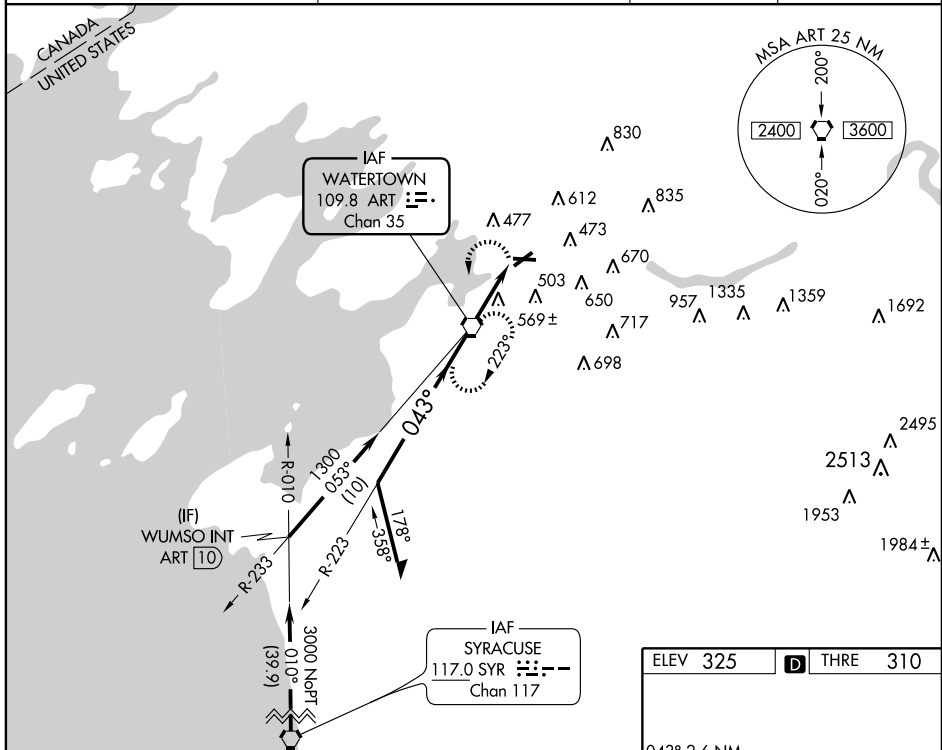 CANADA
UNITED STATES
MSA ART 25 NM
200°
2400
3600
020°
830
IAF
WATERTOWN
109.8 ART
Chan 35
612
835
477
473
670
503
650
569 ±
717
698
957
1335
1359
1692
223°
043°
2495
2513
1953
1984 ±
1300
053°
(10)
R-010
(IF)
WUMSO INT
ART 10
R-233
R-223
178°
358°
3000 NoPT
010°
(39.9)
IAF
SYRACUSE
117.0 SYR
Chan 117
ELEV 325 D THRE 310
043° 2.6 NM